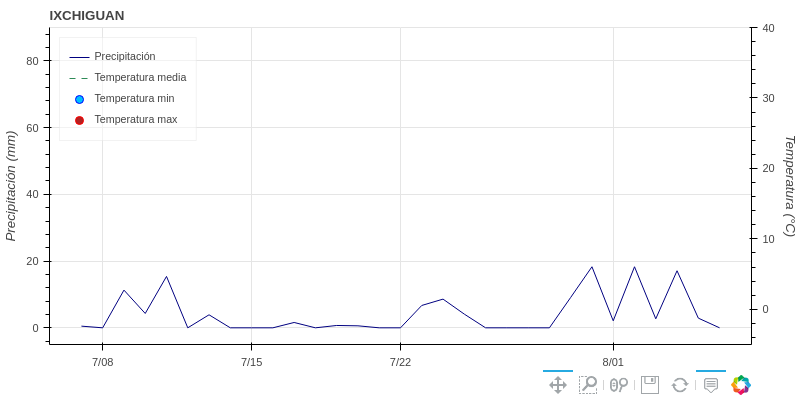 IXCHIGUAN
Precipitación
Temperatura media
Temperatura min
Temperatura max
Precipitación (mm)
80
60
40
20
0
40
30
20
10
0
Temperatura (°C)
7/08
7/15
7/22
8/01